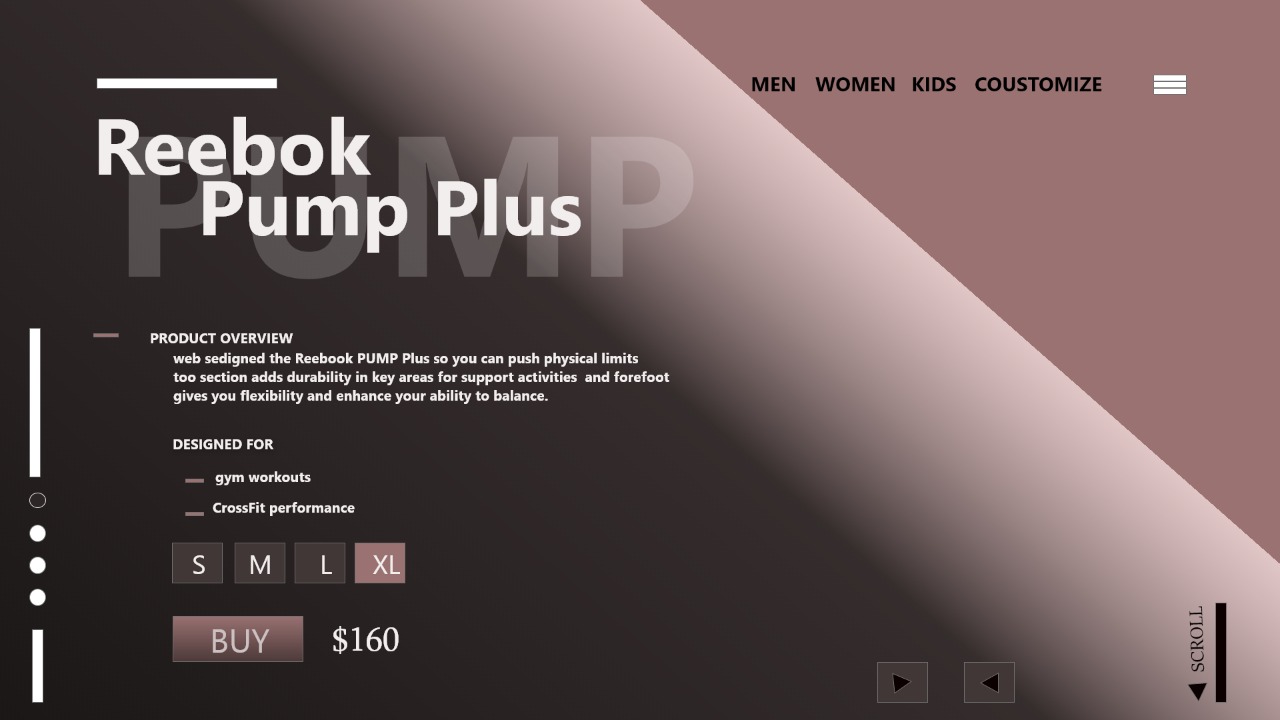 MEN WOMEN KIDS COUSTOMIZE
PUMP
Reebok
Pump Plus
PRODUCT OVERVIEW
web sedigned the Reebook PUMP Plus so you can push physical limits
too section adds durability in key areas for support activities and forefoot
gives you flexibility and enhance your ability to balance.
DESIGNED FOR
gym workouts
CrossFit performance
S M L XL
BUY $160
SCROLL